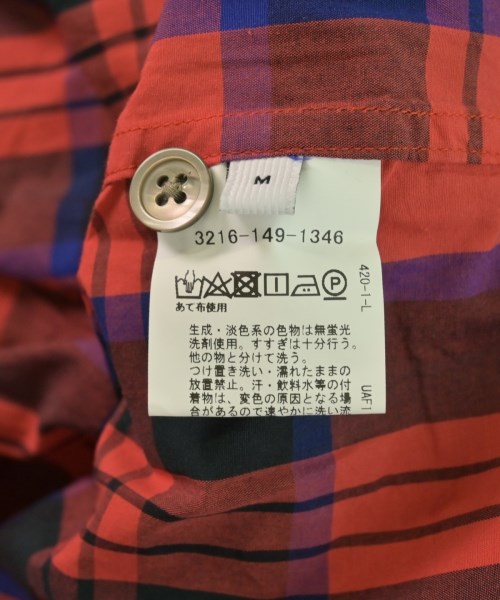 M
3216-149-1346
あて布使用
生成・淡色系の色物は無蛍光
洗剤使用。すすぎは十分行う。
他の物と分けて洗う。
つけ置き洗い・濡れたままの
放置禁止。汗・飲料水等の付
着物は、変色の原因となる場
合があるので速やかに洗い流
420-1-L
UAF1